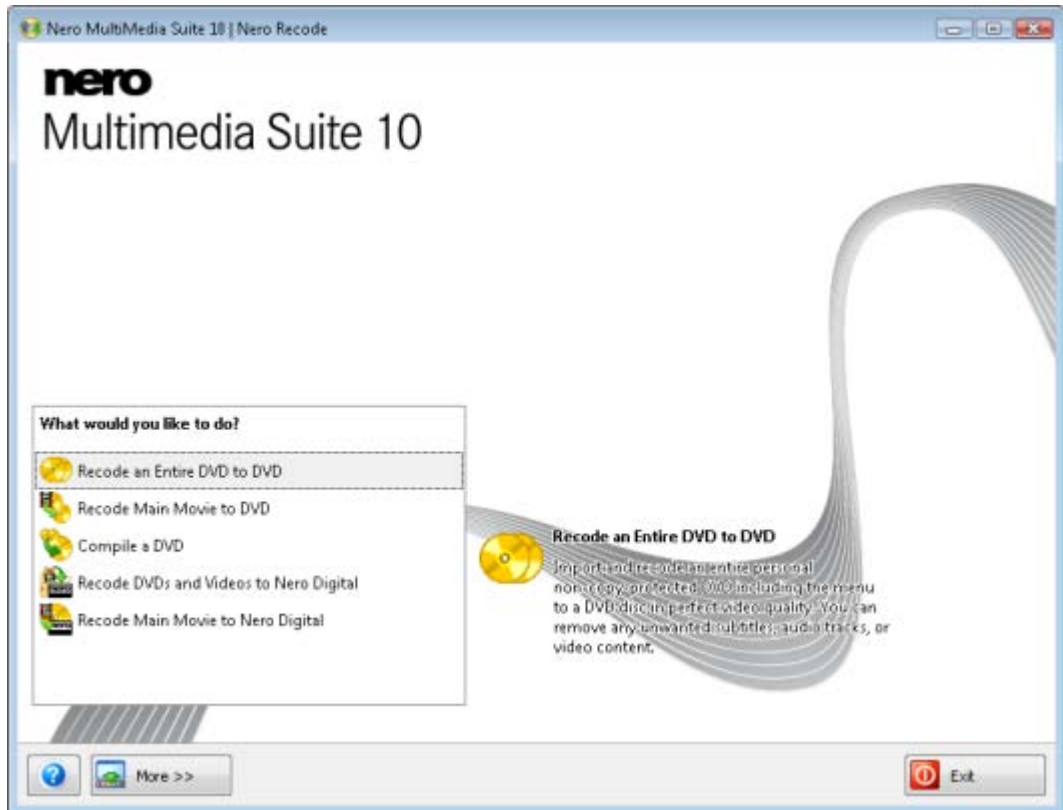 Nero MultiMedia Suite 10 | Nero Recode
nero
Multimedia Suite 10
What would you like to do?
Recode an Entire DVD to DVD
Recode Main Movie to DVD
Compile a DVD
Recode DVDs and Videos to Nero Digital
Recode Main Movie to Nero Digital
Recode an Entire DVD to DVD
Import and recode an entire personal
non-copy-protected DVD including the menu
to a DVD disc in perfect video quality. You can
remove any unwanted subtitles, audio tracks, or
video content.
?
More >>
Exit